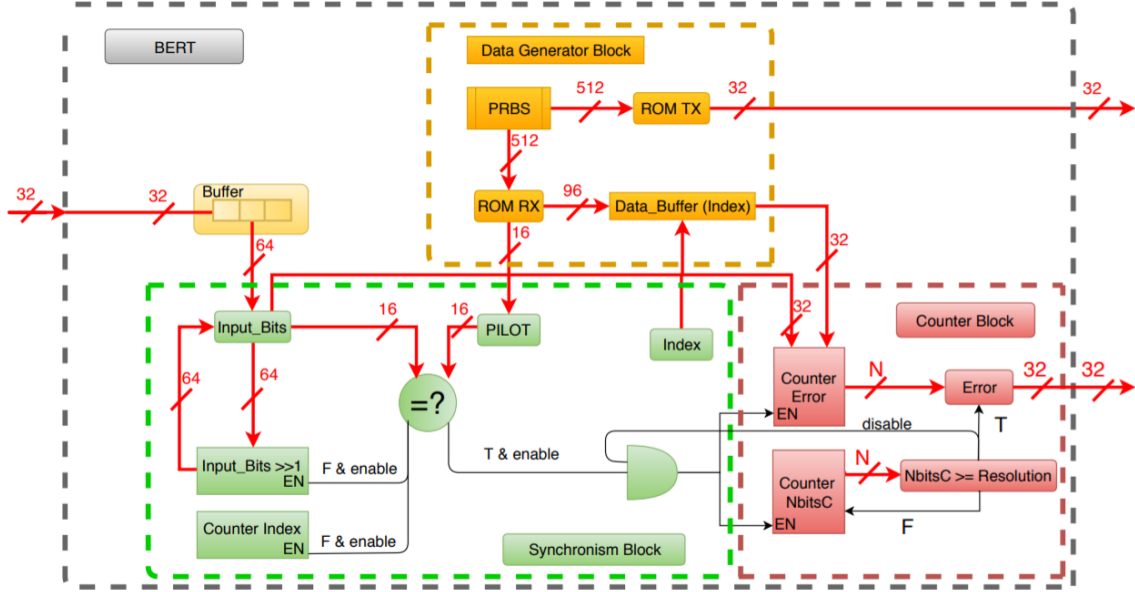 BERT
Data Generator Block
PRBS
512
ROM TX
32
32
512
32
32
Buffer
ROM RX
96
Data_Buffer (Index)
16
64
32
Input_Bits
16
16
PILOT
Index
32
Counter Block
64
64
=?
Counter
Error
EN
N
Error
32
32
disable
T
Input_Bits >>1
EN
F & enable
T & enable
Counter
NbitsC
EN
N
NbitsC >= Resolution
F
Counter Index
EN
F & enable
Synchronism Block